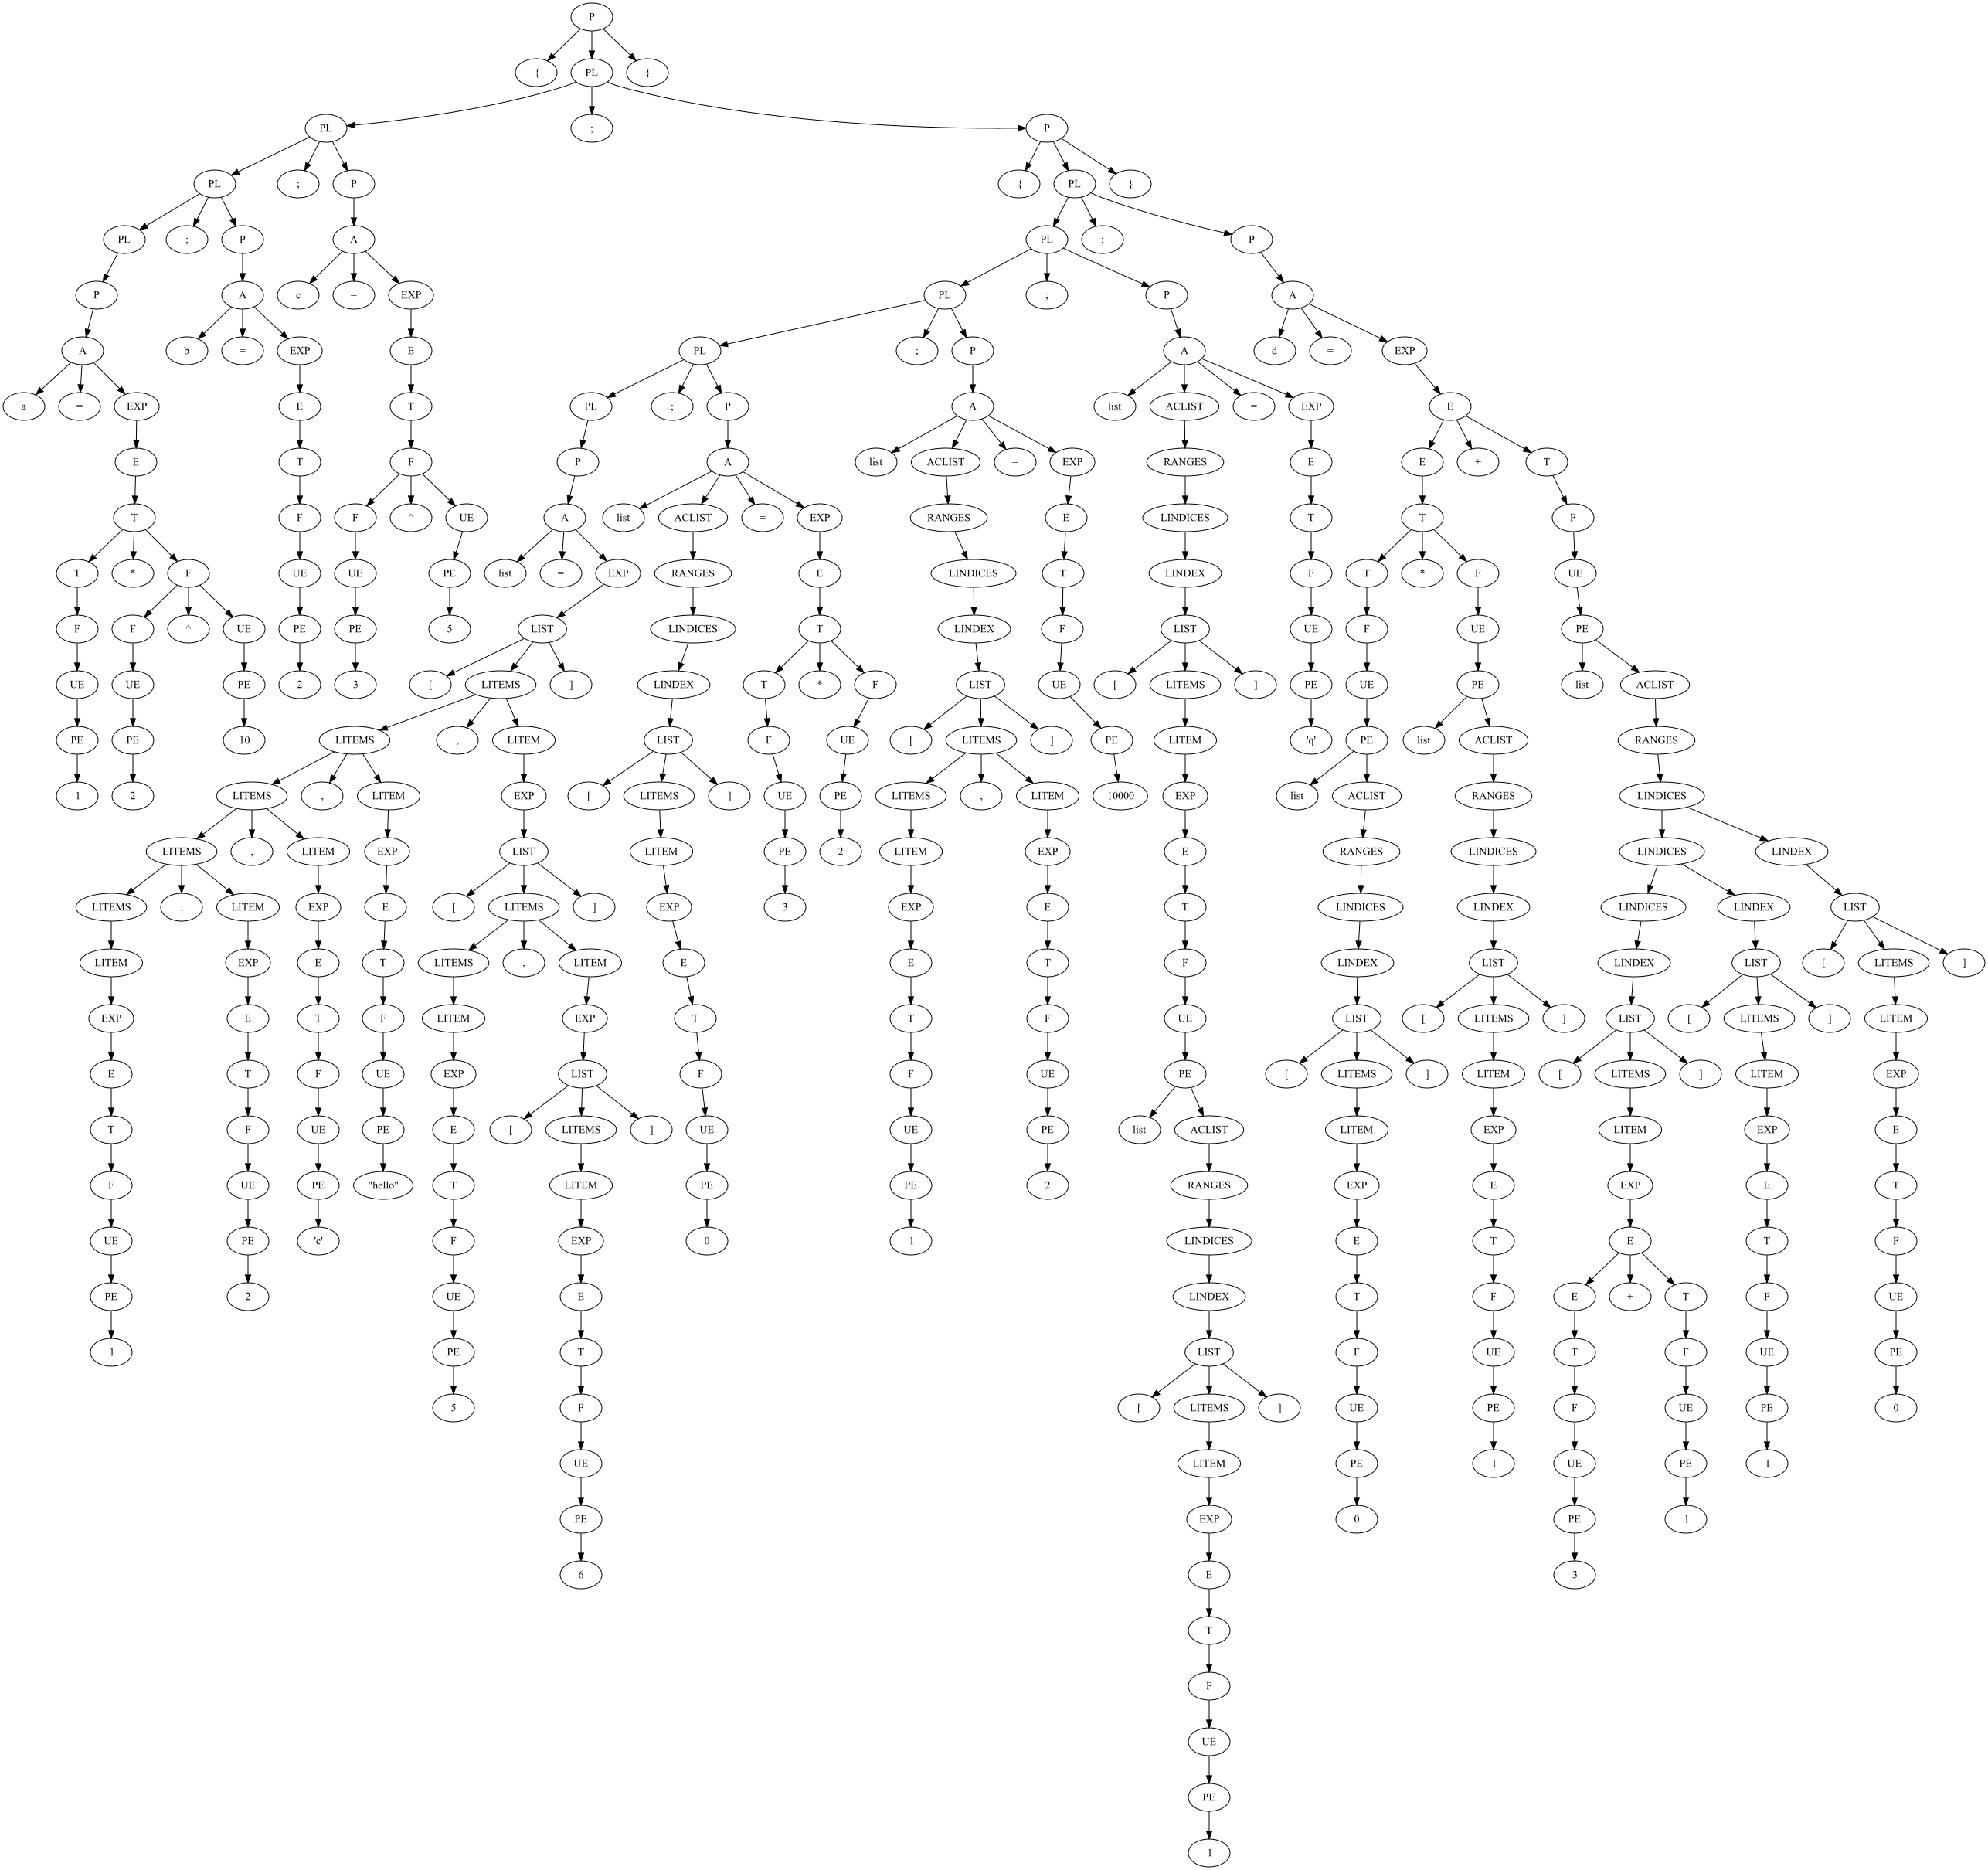 P
{ PL }
PL ; P
PL ; P { PL }
PL ; P PL ; P
P A c = EXP PL ; P A
A b = EXP E PL ; P A d = EXP
a = EXP E T PL ; P A list ACLIST = EXP E
E T F P A list ACLIST = EXP RANGES E E + T
T F F ^ UE A list ACLIST = EXP RANGES E LINDICES T T F
T * F UE UE PE list = EXP RANGES E LINDICES T LINDEX F T * F UE
F F ^ UE PE PE 5 LIST LINDICES T LINDEX F LIST UE F UE PE
UE UE PE 2 3 [ LITEMS ] LINDEX T * F LIST UE [ LITEMS ] PE UE PE list ACLIST
PE PE 10 LITEMS , LITEM LIST F UE [ LITEMS ] PE LITEM 'q' PE list ACLIST RANGES
1 2 LITEMS , LITEM EXP [ LITEMS ] UE PE LITEMS , LITEM 10000 EXP list ACLIST RANGES LINDICES
LITEMS , LITEM EXP LIST LITEM PE 2 LITEM EXP E RANGES LINDICES LINDICES LINDEX
LITEMS , LITEM EXP E [ LITEMS ] EXP 3 EXP E T LINDICES LINDEX LINDICES LINDEX LIST
LITEM EXP E T LITEMS , LITEM E E T F LINDEX LIST LINDEX LIST [ LITEMS ]
EXP E T F LITEM EXP T T F UE LIST [ LITEMS ] LIST [ LITEMS ] LITEM
E T F UE EXP LIST F F UE PE [ LITEMS ] LITEM [ LITEMS ] LITEM EXP
T F UE PE E [ LITEMS ] UE UE PE list ACLIST LITEM EXP LITEM EXP E
F UE PE "hello" T LITEM PE PE 2 RANGES EXP E EXP E T
UE PE 'c' F EXP 0 1 LINDICES E T E T F
PE 2 UE E LINDEX T F E + T F UE
1 PE T LIST F UE T F UE PE
5 F [ LITEMS ] UE PE F UE PE 0
UE LITEM PE 1 UE PE 1
PE EXP 0 PE 1
6 E 3
T
F
UE
PE
1